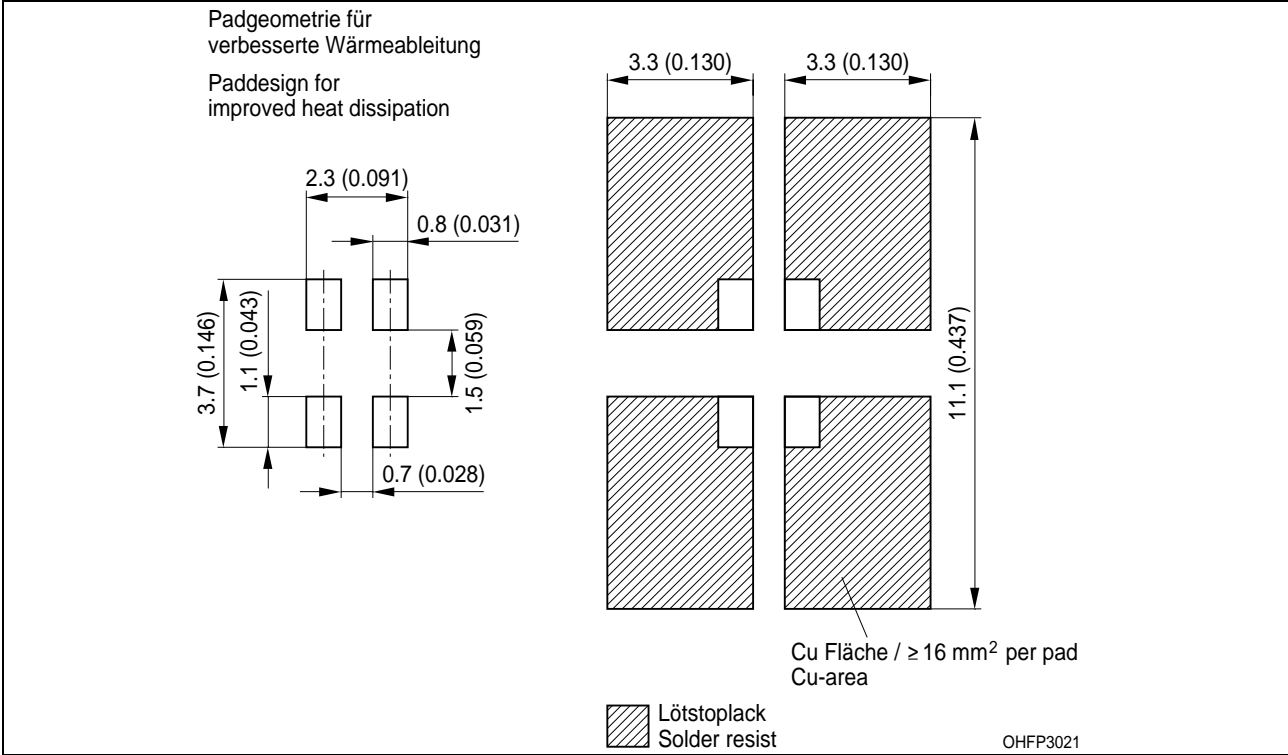 Padgeometrie für
verbesserte Wärmeableitung
Paddesign for
improved heat dissipation
3.3 (0.130)
3.3 (0.130)
2.3 (0.091)
0.8 (0.031)
3.7 (0.146)
1.1 (0.043)
1.5 (0.059)
11.1 (0.437)
0.7 (0.028)
Cu Fläche / ≥ 16 mm² per pad
Cu-area
Lötstoplack
Solder resist
OHFP3021